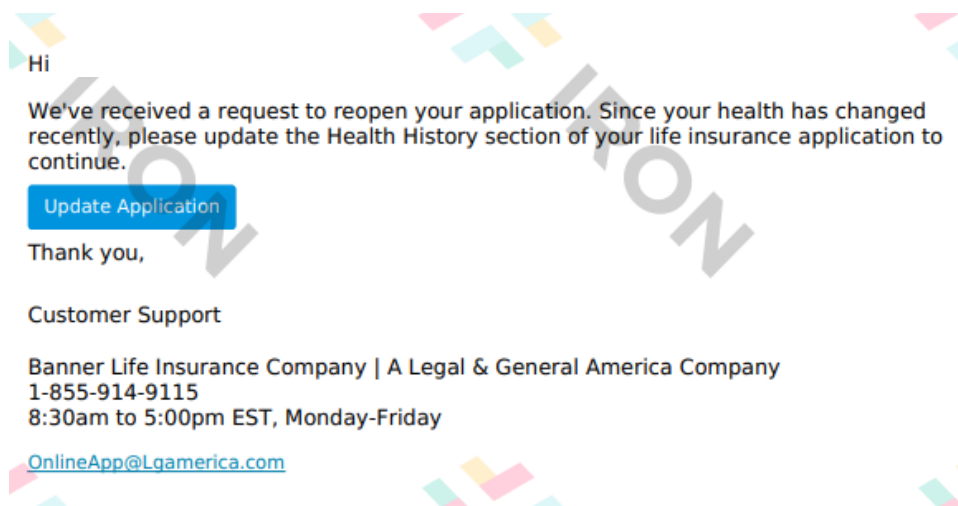 Hi
We've received a request to reopen your application. Since your health has changed
recently, please update the Health History section of your life insurance application to
continue.
Update Application
Thank you,
Customer Support
Banner Life Insurance Company | A Legal & General America Company
1-855-914-9115
8:30am to 5:00pm EST, Monday-Friday
OnlineApp@Lgamerica.com
IRON
IRON